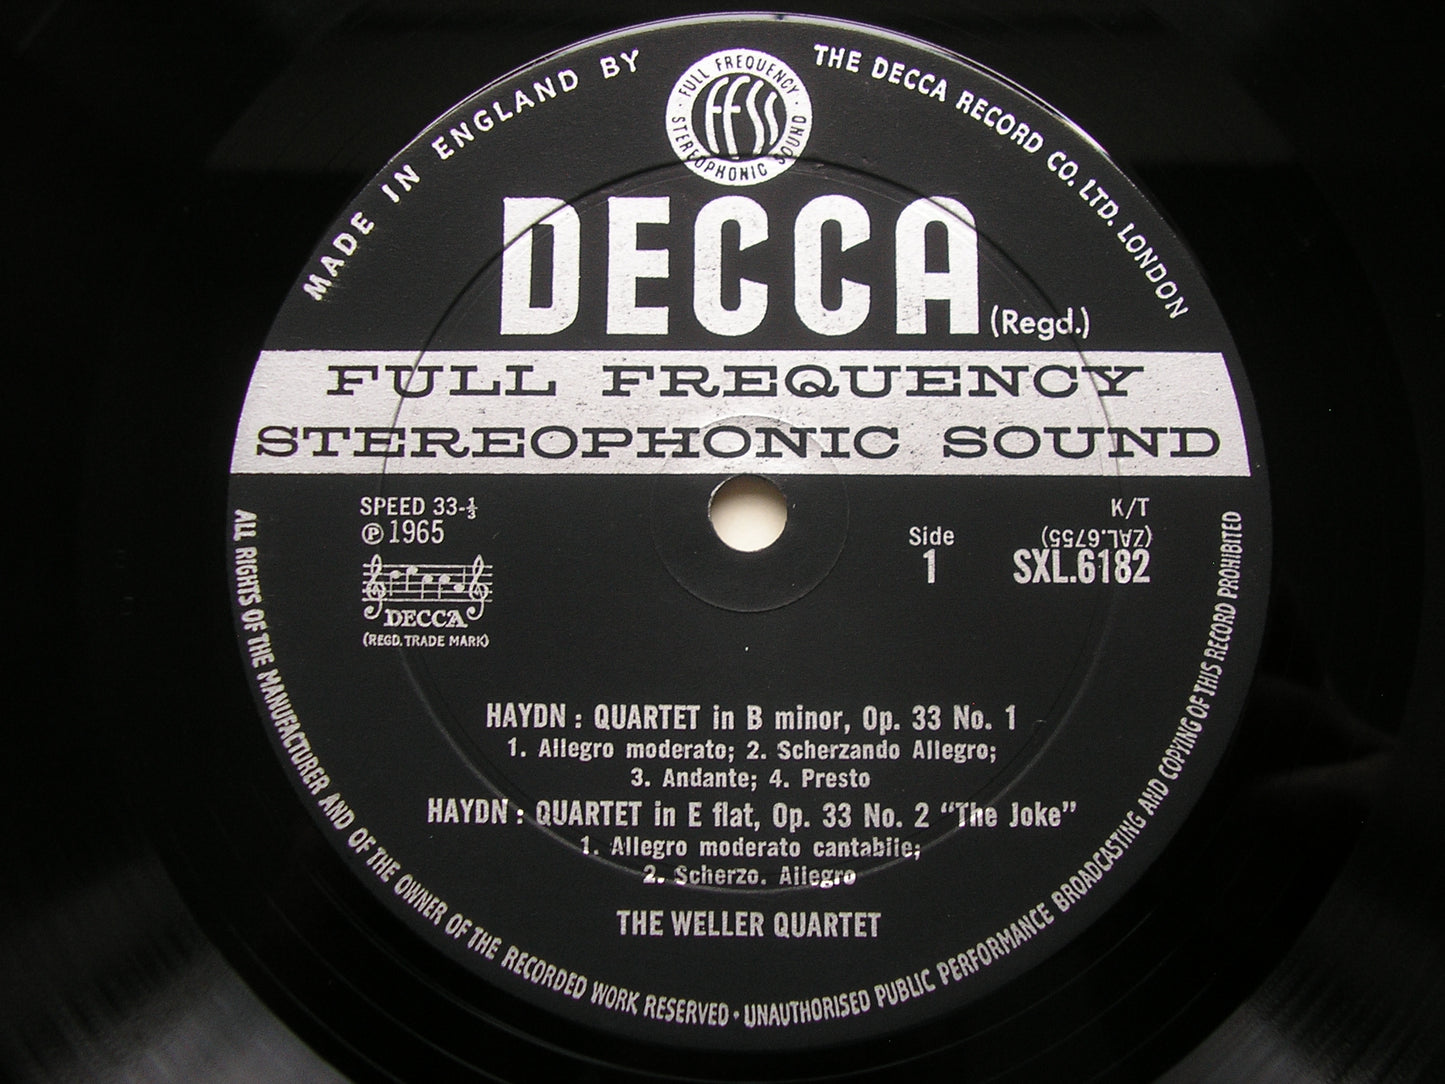 MADE IN ENGLAND BY
THE DECCA RECORD CO. LTD. LONDON
FULL FREQUENCY
ffss
STEREOPHONIC SOUND
DECCA (Regd.)
FULL FREQUENCY
STEREOPHONIC SOUND
SPEED 33-⅓
℗ 1965
DECCA
(REGD. TRADE MARK)
Side
1
K/T
(ZAL.6755)
SXL.6182
HAYDN : QUARTET in B minor, Op. 33 No. 1
1. Allegro moderato; 2. Scherzando Allegro;
3. Andante; 4. Presto
HAYDN : QUARTET in E flat, Op. 33 No. 2 “The Joke”
1. Allegro moderato cantabile;
2. Scherzo. Allegro
THE WELLER QUARTET
ALL RIGHTS OF THE MANUFACTURER AND OF THE OWNER OF THE RECORDED WORK RESERVED · UNAUTHORISED PUBLIC PERFORMANCE BROADCASTING AND COPYING OF THIS RECORD PROHIBITED